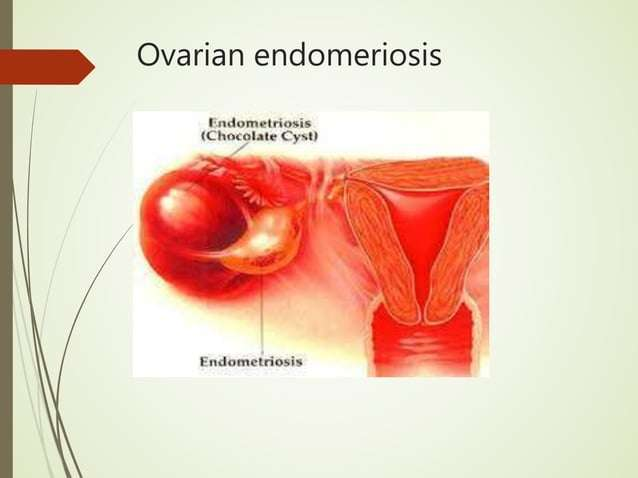 Ovarian endomeriosis
Endometriosis
(Chocolate Cyst)
Endometriosis